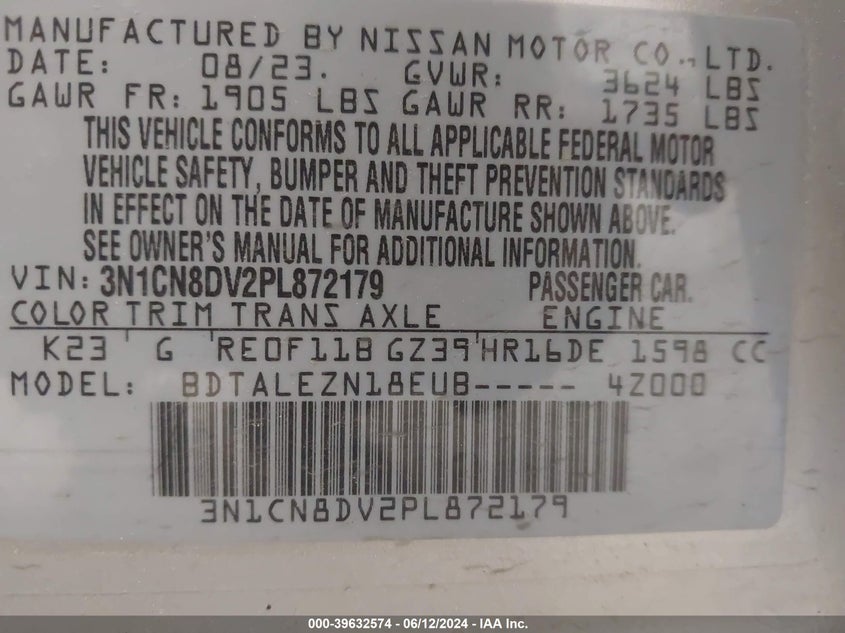 MANUFACTURED BY NISSAN MOTOR CO., LTD.
DATE: 08/23. GVWR: 3624 LBS
GAWR FR: 1905 LBS GAWR RR: 1735 LBS
THIS VEHICLE CONFORMS TO ALL APPLICABLE FEDERAL MOTOR
VEHICLE SAFETY, BUMPER AND THEFT PREVENTION STANDARDS
IN EFFECT ON THE DATE OF MANUFACTURE SHOWN ABOVE.
SEE OWNER'S MANUAL FOR ADDITIONAL INFORMATION.
VIN: 3N1CN8DV2PL872179 PASSENGER CAR.
COLOR TRIM TRANS AXLE ENGINE
K23 ' G RE0F11B GZ39 'HR16DE 1598 CC
MODEL: BDTALEZN18EUB----- 4Z000
3N1CN8DV2PL872179
000-39632574 - 06/12/2024 - IAA Inc.